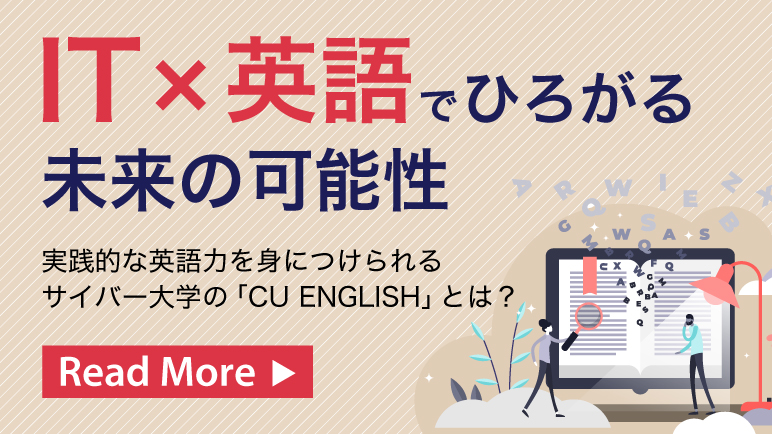 IT×英語でひろがる
未来の可能性
実践的な英語力を身につけられる
サイバー大学の「CU ENGLISH」とは？
Read More ▶